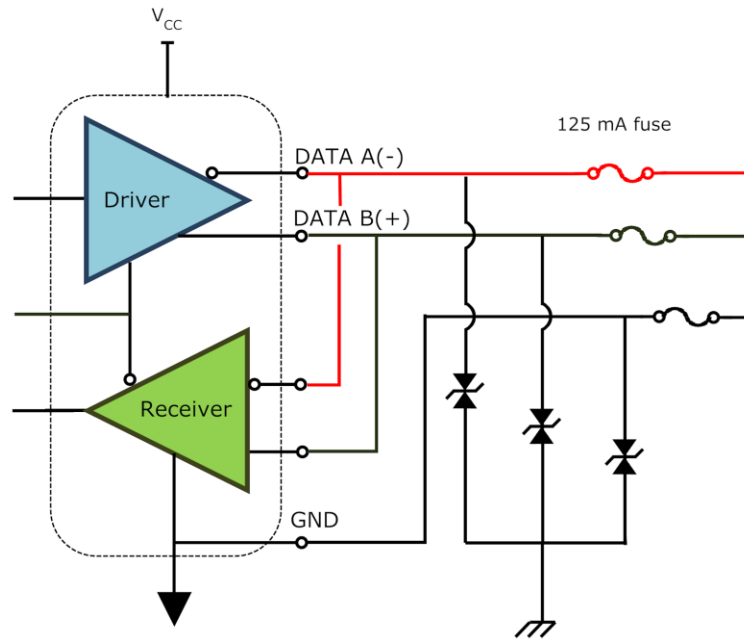 VCC
125 mA fuse
DATA A(-)
Driver
DATA B(+)
Receiver
GND